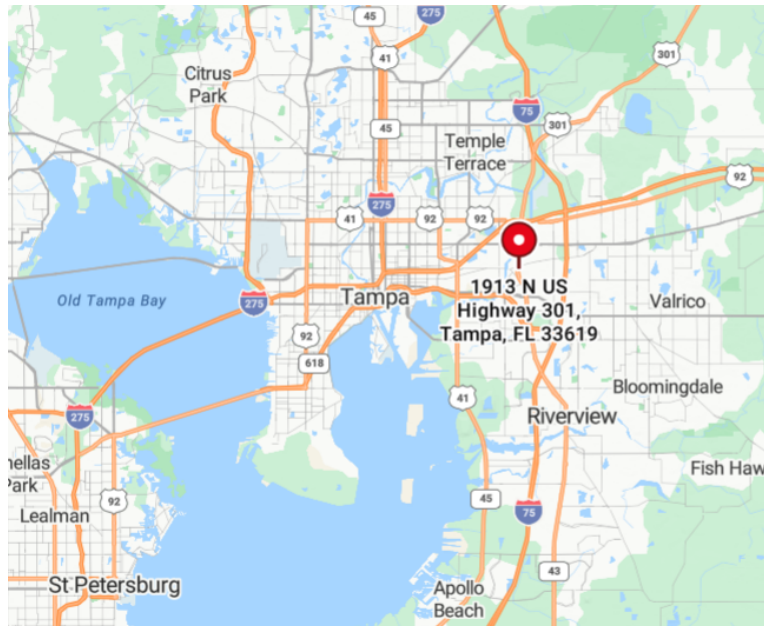 45
275
41
301
Citrus
Park
75
45
301
Temple
Terrace
92
275
41
92
92
Old Tampa Bay
275
Tampa
1913 N US
Highway 301,
Tampa, FL 33619
Valrico
92
618
Bloomingdale
41
275
Riverview
nellas
Park
Fish Haw
92
45
Lealman
75
43
St Petersburg
Apollo
Beach